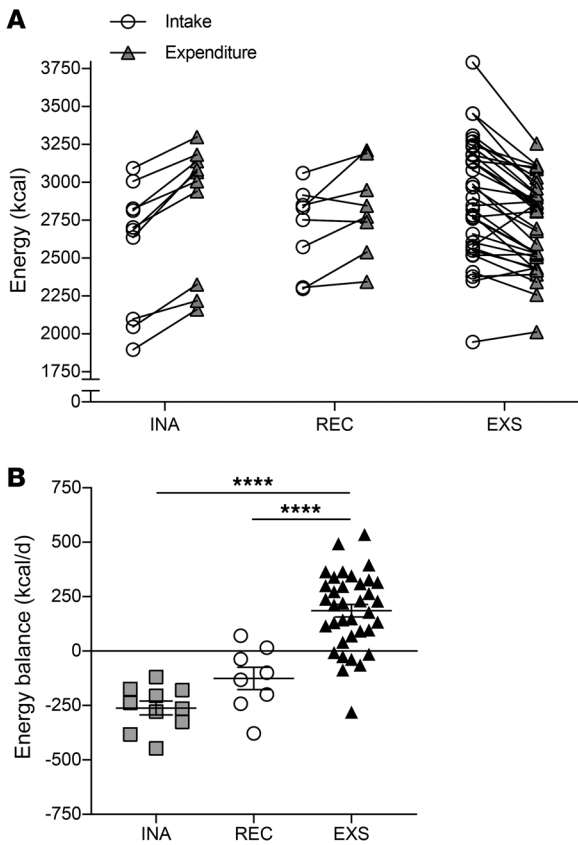 A
Intake
Expenditure
Energy (kcal)
3750
3500
3250
3000
2750
2500
2250
2000
1750
0
INA REC EXS
B
Energy balance (kcal/d)
750
500
250
0
-250
-500
-750
****
****
INA REC EXS